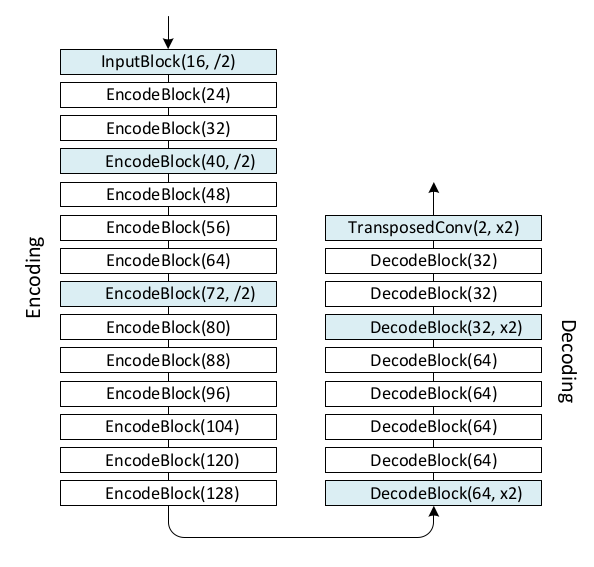 Encoding
InputBlock(16, /2)
EncodeBlock(24)
EncodeBlock(32)
EncodeBlock(40, /2)
EncodeBlock(48)
EncodeBlock(56)
EncodeBlock(64)
EncodeBlock(72, /2)
EncodeBlock(80)
EncodeBlock(88)
EncodeBlock(96)
EncodeBlock(104)
EncodeBlock(120)
EncodeBlock(128)
TransposedConv(2, x2)
DecodeBlock(32)
DecodeBlock(32)
DecodeBlock(32, x2)
DecodeBlock(64)
DecodeBlock(64)
DecodeBlock(64)
DecodeBlock(64)
DecodeBlock(64, x2)
Decoding